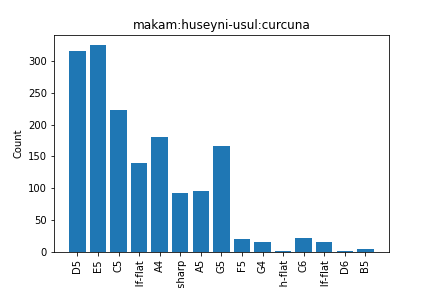 makam:huseyni-usul:curcuna
Count
300
250
200
150
100
50
0
D5
E5
C5
lf-flat
A4
sharp
A5
G5
F5
G4
h-flat
C6
lf-flat
D6
B5